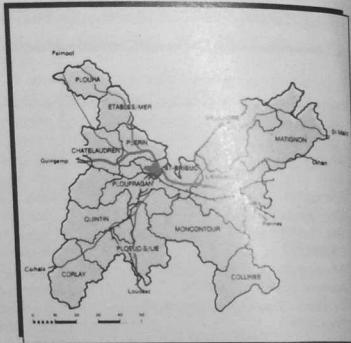 Paimpol
PLOUHA
ETABLES/MER
PLERIN
CHATELAUDREN
MATIGNON
St Malo
Guingamp
ST-BRIEUC
Dinan
PLOUFRAGAN
Rennes
QUINTIN
MONCONTOUR
PLOEUC-S/LIE
Carhaix
CORLAY
COLLINEE
Loudéac